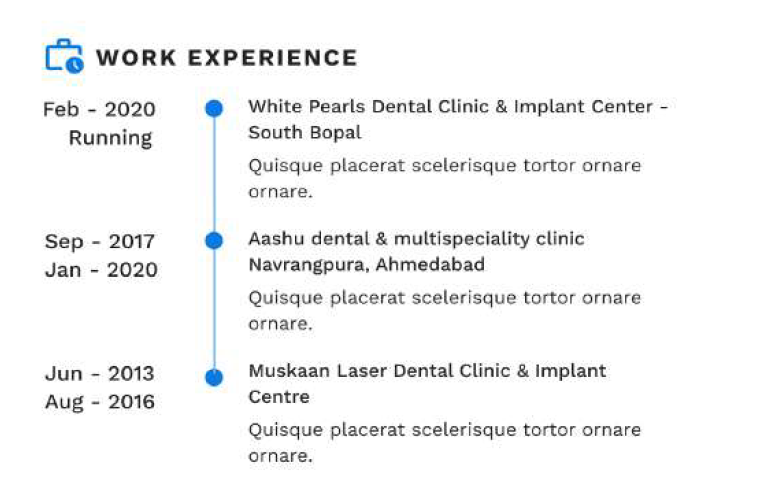 WORK EXPERIENCE
Feb - 2020
Running
White Pearls Dental Clinic & Implant Center -
South Bopal
Quisque placerat scelerisque tortor ornare
ornare.
Sep - 2017
Jan - 2020
Aashu dental & multispeciality clinic
Navrangpura, Ahmedabad
Quisque placerat scelerisque tortor ornare
ornare.
Jun - 2013
Aug - 2016
Muskaan Laser Dental Clinic & Implant
Centre
Quisque placerat scelerisque tortor ornare
ornare.